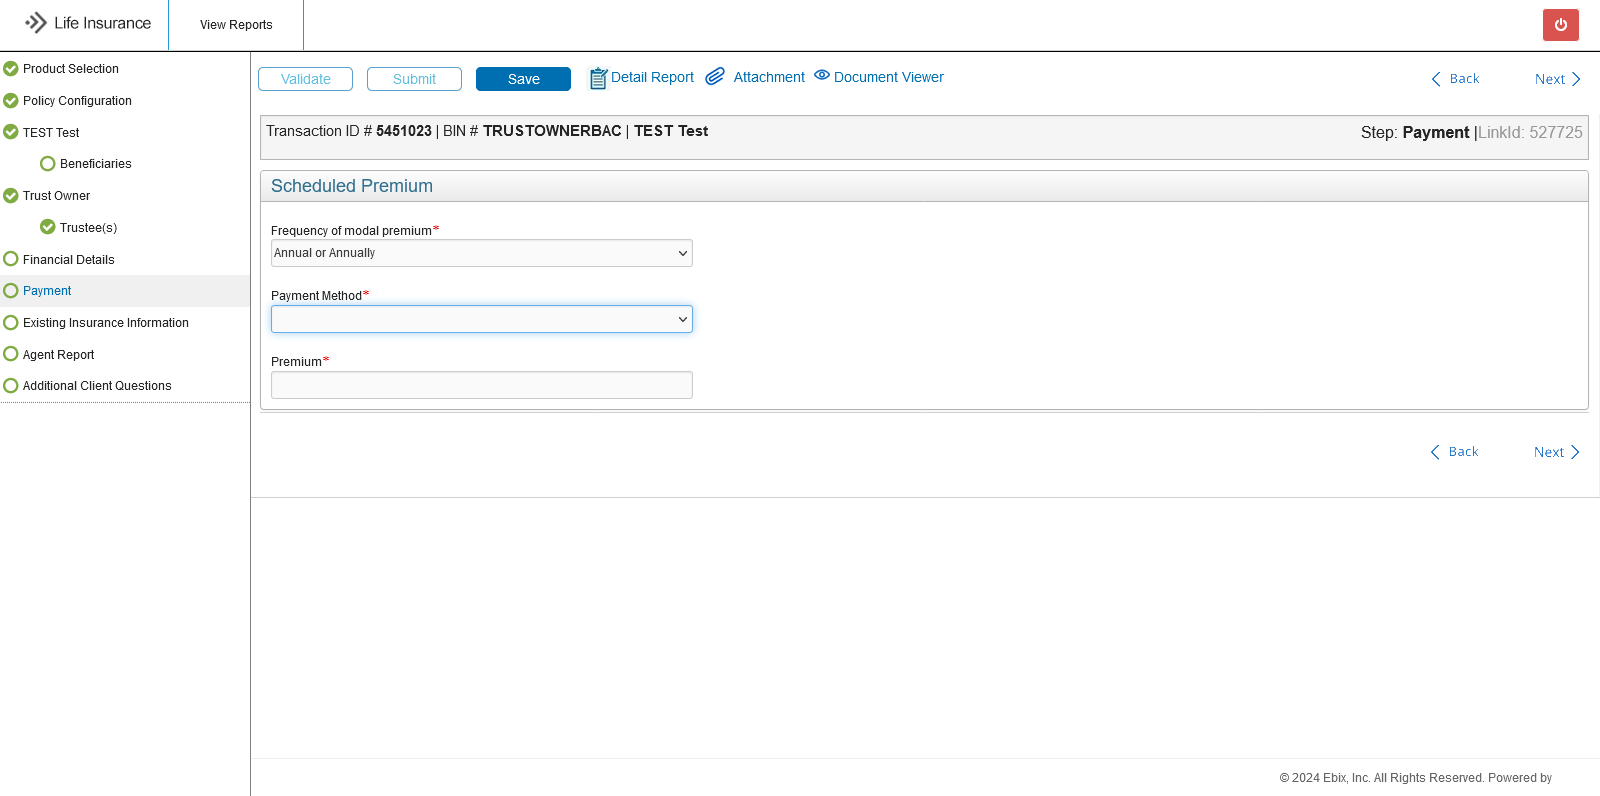 Life Insurance
View Reports
Product Selection
Policy Configuration
TEST Test
Beneficiaries
Trust Owner
Trustee(s)
Financial Details
Payment
Existing Insurance Information
Agent Report
Additional Client Questions
Validate
Submit
Save
Detail Report
Attachment
Document Viewer
Back
Next
Transaction ID # 5451023 | BIN # TRUSTOWNERBAC | TEST Test
Step: Payment |LinkId: 527725
Scheduled Premium
Frequency of modal premium*
Annual or Annually
Payment Method*
Premium*
Back
Next
© 2024 Ebix, Inc. All Rights Reserved. Powered by